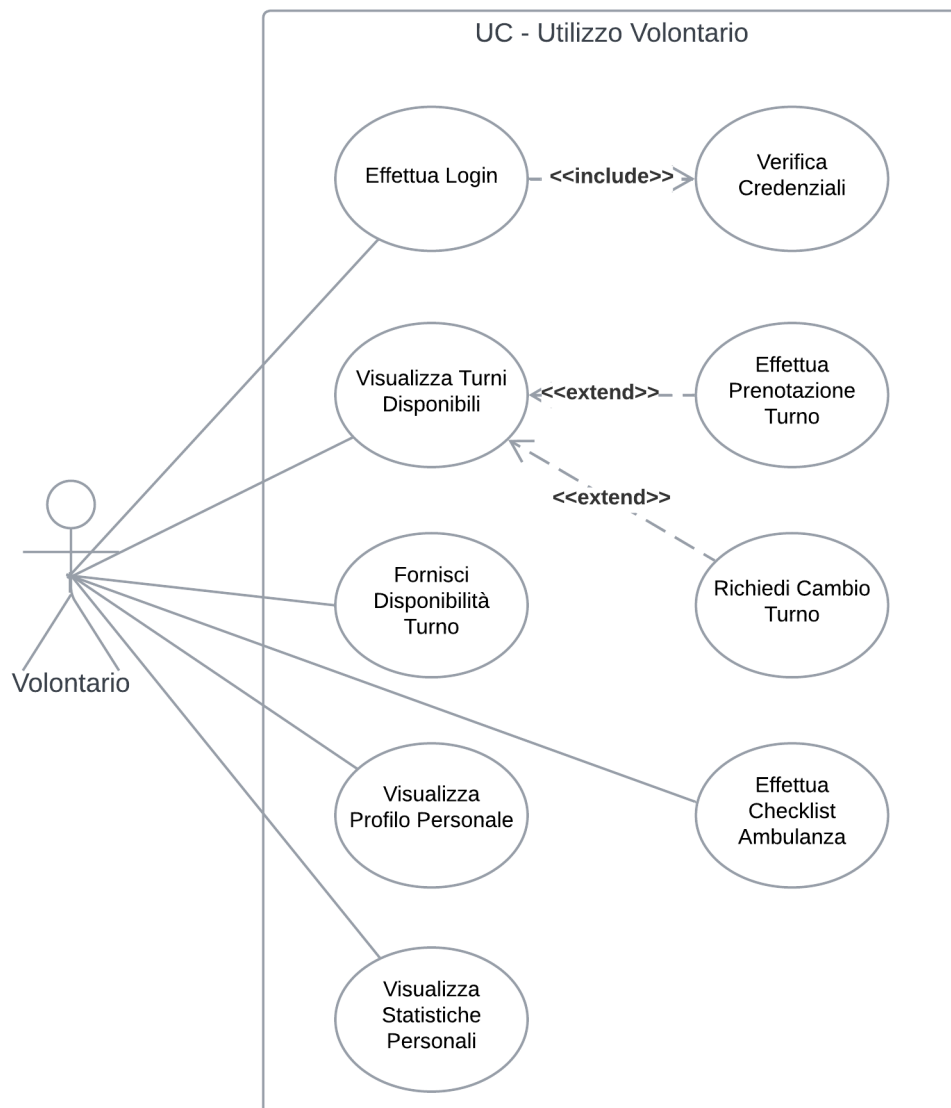 UC - Utilizzo Volontario
Effettua Login
<<include>>
Verifica
Credenziali
Visualizza Turni
Disponibili
<<extend>>
Effettua
Prenotazione
Turno
<<extend>>
Fornisci
Disponibilità
Turno
Richiedi Cambio
Turno
Volontario
Visualizza
Profilo Personale
Effettua
Checklist
Ambulanza
Visualizza
Statistiche
Personali